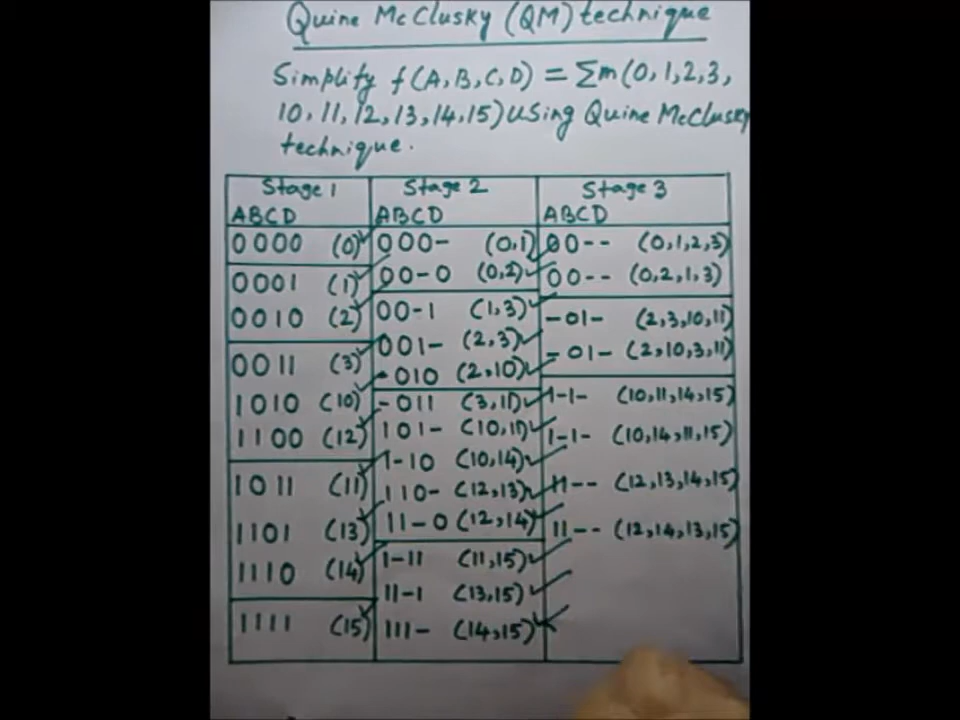 Quine McClusky (QM) technique
Simplify f(A,B,C,D) = Σm(0,1,2,3,
10,11,12,13,14,15) using Quine McClusky
technique.
Stage 1 Stage 2 Stage 3
ABCD ABCD ABCD
0000 (0)✓ 000- (0,1)✓ 00-- (0,1,2,3)
0001 (1)✓ 00-0 (0,2)✓ 00-- (0,2,1,3)
0010 (2)✓ 00-1 (1,3)✓ -01- (2,3,10,11)
0011 (3)✓ 001- (2,3)✓ -01- (2,10,3,11)
1010 (10)✓ -010 (2,10)✓ 1-1- (10,11,14,15)
1100 (12)✓ -011 (3,11)✓ 1-1- (10,14,11,15)
1011 (11)✓ 101- (10,11)✓ 11-- (12,13,14,15)
1101 (13)✓ 1-10 (10,14)✓ 11-- (12,14,13,15)
1110 (14)✓ 110- (12,13)✓
1111 (15)✓ 11-0 (12,14)✓
1-11 (11,15)✓
11-1 (13,15)✓
111- (14,15)✓